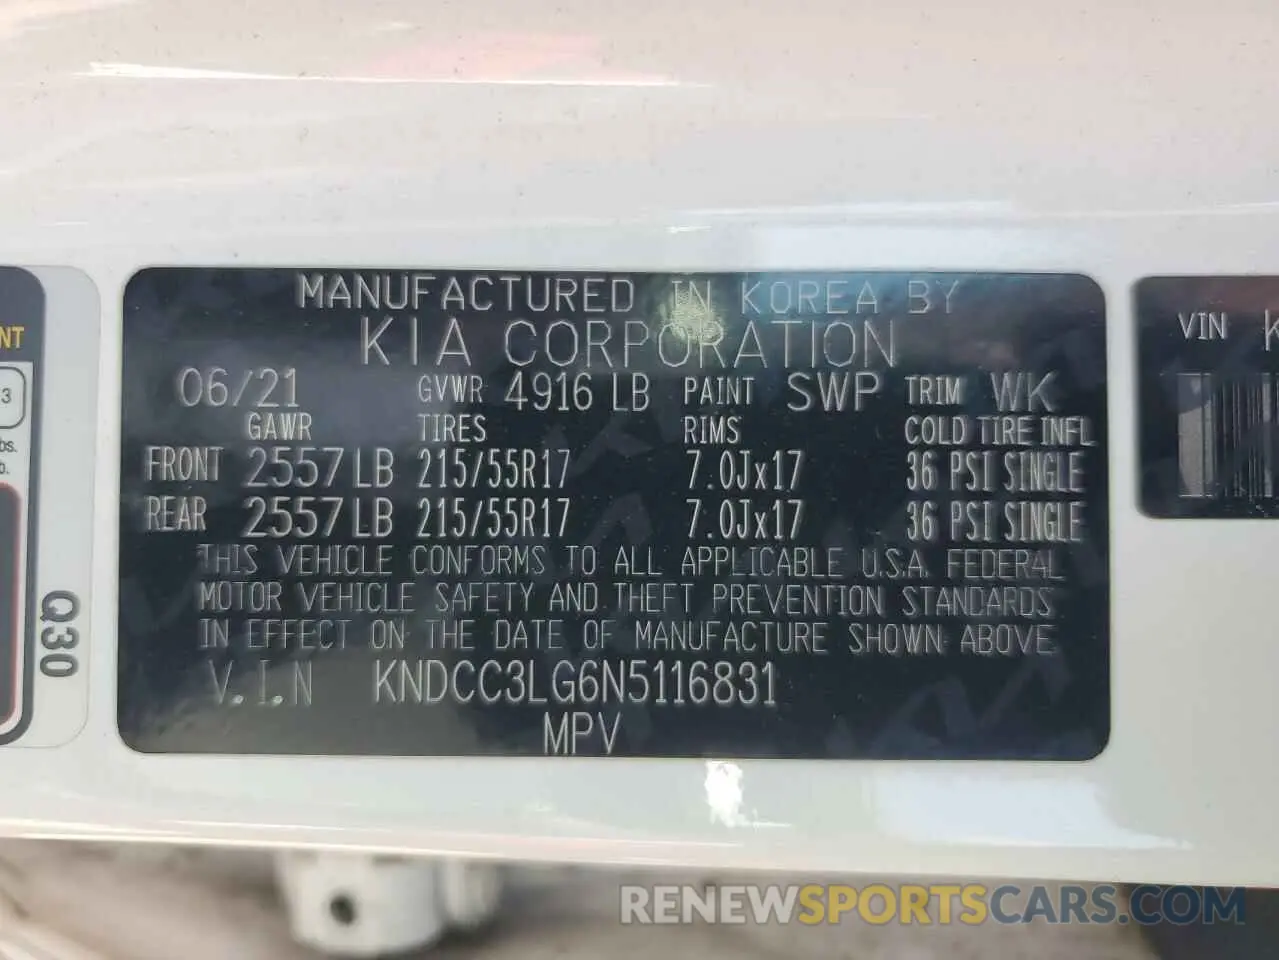 MANUFACTURED IN KOREA BY
KIA CORPORATION
06/21 GVWR 4916 LB PAINT SWP TRIM WK
GAWR TIRES RIMS COLD TIRE INFL
FRONT 2557 LB 215/55R17 7.0Jx17 36 PSI SINGLE
REAR 2557 LB 215/55R17 7.0Jx17 36 PSI SINGLE
THIS VEHICLE CONFORMS TO ALL APPLICABLE U.S.A. FEDERAL
MOTOR VEHICLE SAFETY AND THEFT PREVENTION STANDARDS
IN EFFECT ON THE DATE OF MANUFACTURE SHOWN ABOVE
V.I.N KNDCC3LG6N5116831
MPV
NT
3
bs.
b.
Q30
VIN K
RENEWSPORTSCARS.COM